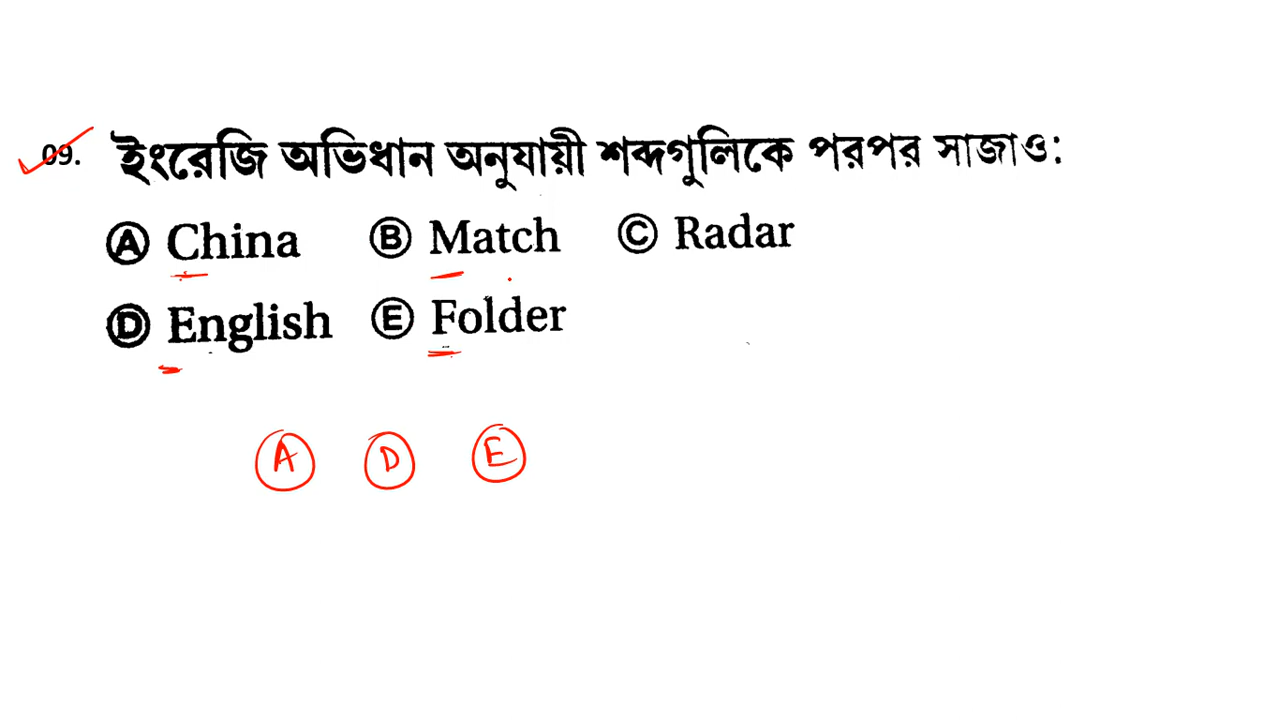 09. ইংরেজি অভিধান অনুযায়ী শব্দগুলিকে পরপর সাজাও:
Ⓐ China Ⓑ Match Ⓒ Radar
Ⓓ English Ⓔ Folder
A D E